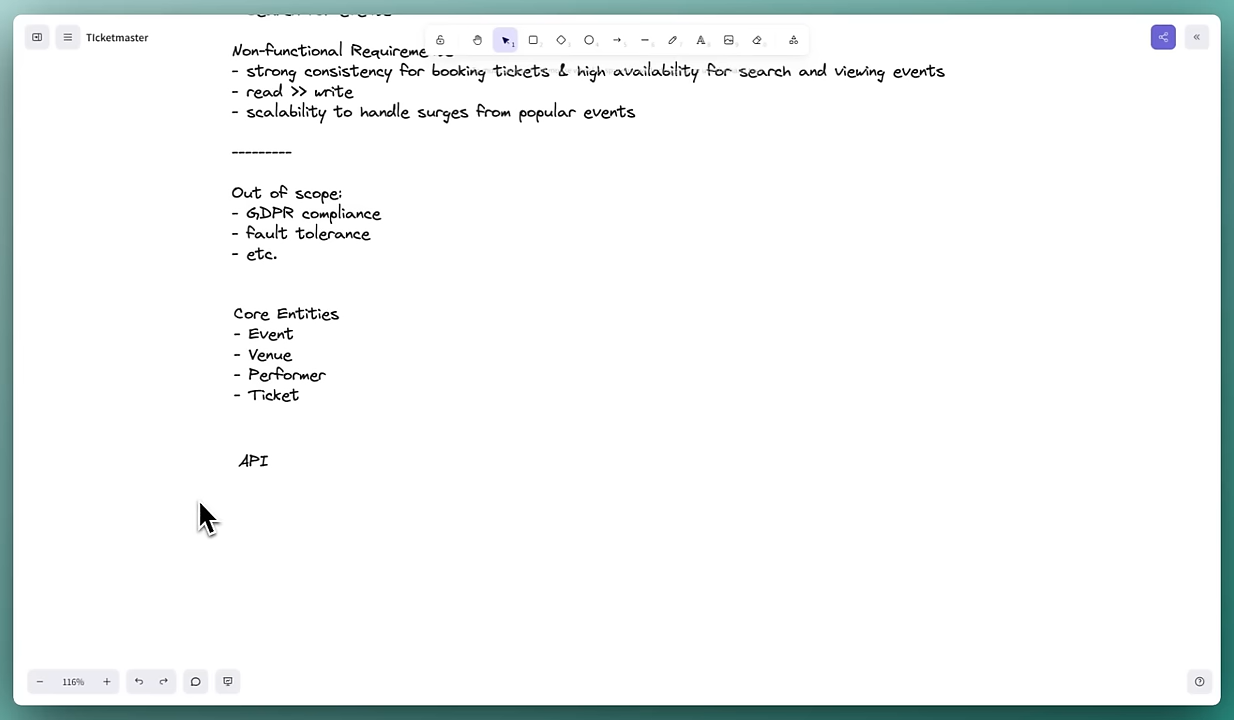 TIcketmaster
Non-functional Requirements
- strong consistency for booking tickets & high availability for search and viewing events
- read >> write
- scalability to handle surges from popular events
---------
Out of scope:
- GDPR compliance
- fault tolerance
- etc.
Core Entities
- Event
- Venue
- Performer
- Ticket
API
116%